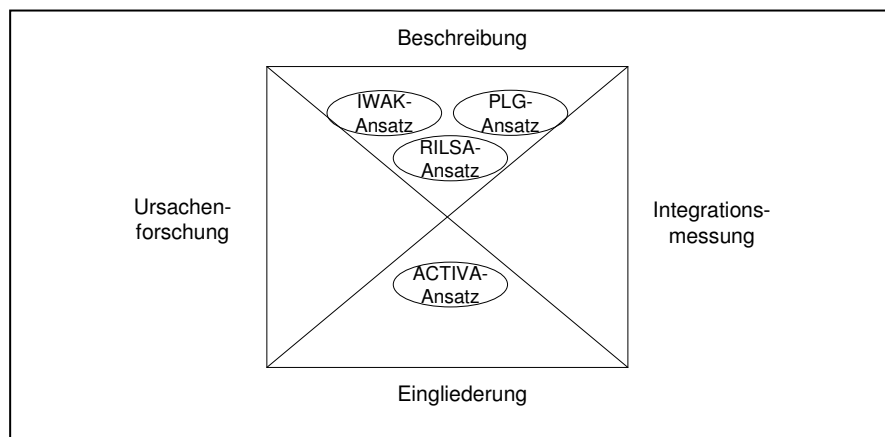 Beschreibung
IWAK-
Ansatz
PLG-
Ansatz
RILSA-
Ansatz
Ursachen-
forschung
Integrations-
messung
ACTIVA-
Ansatz
Eingliederung